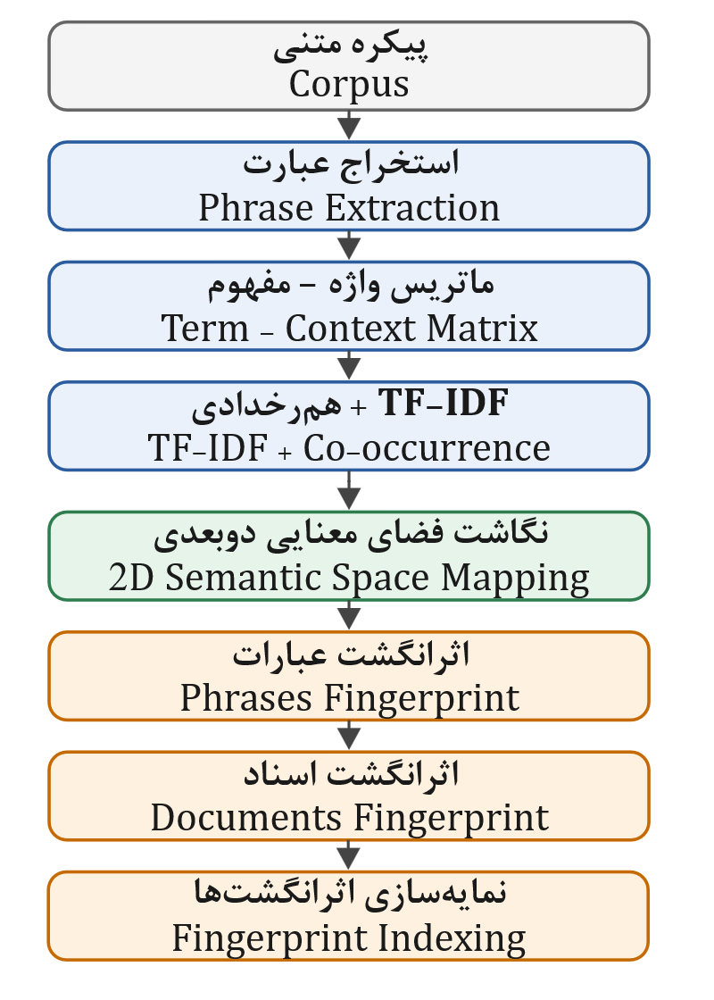 پیکره متنی
Corpus
استخراج عبارت
Phrase Extraction
ماتریس واژه – مفهوم
Term – Context Matrix
TF–IDF + هم‌رخدادی
TF–IDF + Co–occurrence
نگاشت فضای معنایی دوبعدی
2D Semantic Space Mapping
اثرانگشت عبارات
Phrases Fingerprint
اثرانگشت اسناد
Documents Fingerprint
نمایه‌سازی اثرانگشت‌ها
Fingerprint Indexing